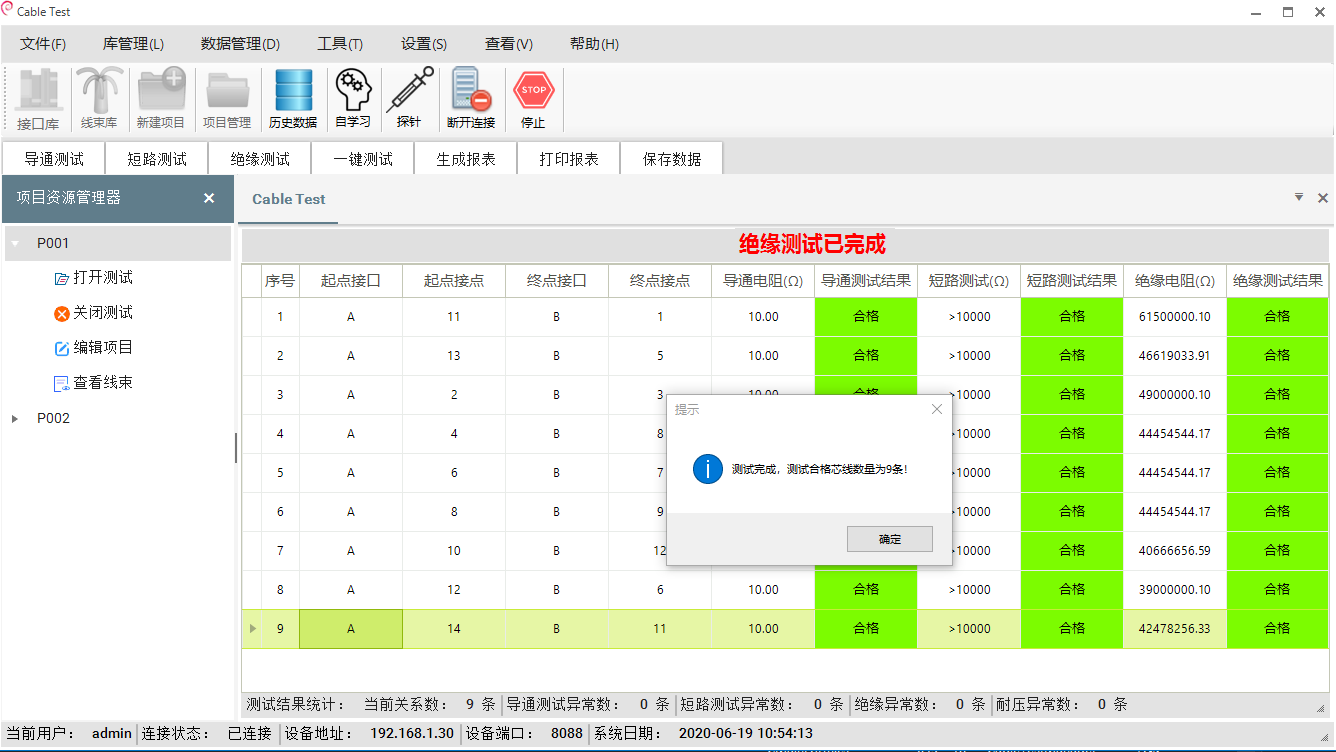 Cable Test
文件(F) 库管理(L) 数据管理(D) 工具(T) 设置(S) 查看(V) 帮助(H)
STOP
接口库 线束库 新建项目 项目管理 历史数据 自学习 探针 断开连接 停止
导通测试 短路测试 绝缘测试 一键测试 生成报表 打印报表 保存数据
项目资源管理器
P001
打开测试
关闭测试
编辑项目
查看线束
P002
Cable Test
绝缘测试已完成
序号 起点接口 起点接点 终点接口 终点接点 导通电阻(Ω) 导通测试结果 短路测试(Ω) 短路测试结果 绝缘电阻(Ω) 绝缘测试结果
1 A 11 B 1 10.00 合格 >10000 合格 61500000.10 合格
2 A 13 B 5 10.00 合格 >10000 合格 46619033.91 合格
3 A 2 B 3 10.00 合格 >10000 合格 49000000.10 合格
4 A 4 B 8 >10000 合格 44454544.17 合格
5 A 6 B 7 >10000 合格 44454544.17 合格
6 A 8 B 9 >10000 合格 44454544.17 合格
7 A 10 B 12 >10000 合格 40666656.59 合格
8 A 12 B 6 10.00 合格 >10000 合格 39000000.10 合格
9 A 14 B 11 10.00 合格 >10000 合格 42478256.33 合格
提示
测试完成，测试合格芯线数量为9条！
确定
测试结果统计： 当前关系数： 9 条 导通测试异常数： 0 条 短路测试异常数： 0 条 绝缘异常数： 0 条 耐压异常数： 0 条
当前用户： admin 连接状态： 已连接 设备地址： 192.168.1.30 设备端口： 8088 系统日期： 2020-06-19 10:54:13